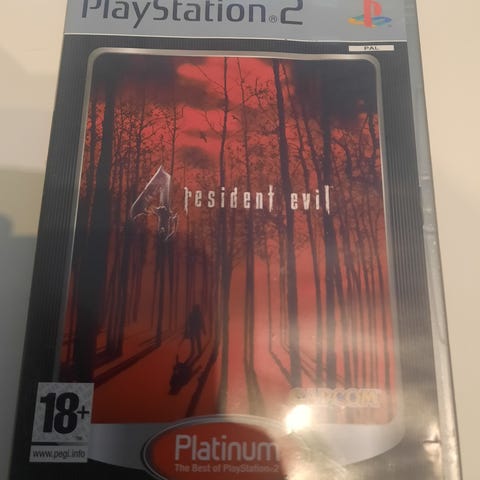 PlayStation®2
PAL
4 resident evil
CAPCOM
18+
www.pegi.info
Platinum
The Best of PlayStation®2